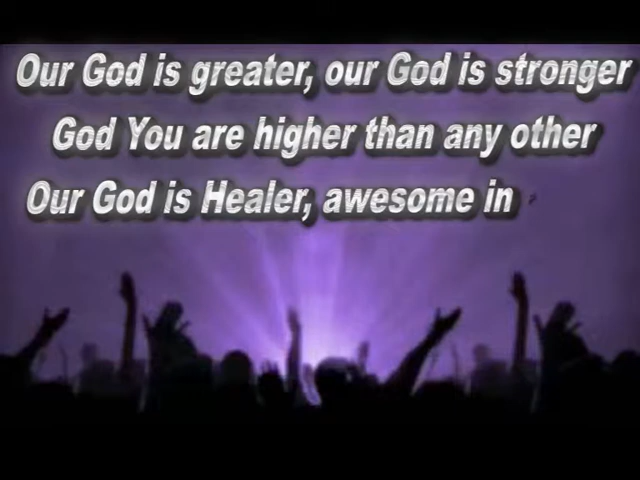 Our God is greater, our God is stronger
God You are higher than any other
Our God is Healer, awesome in